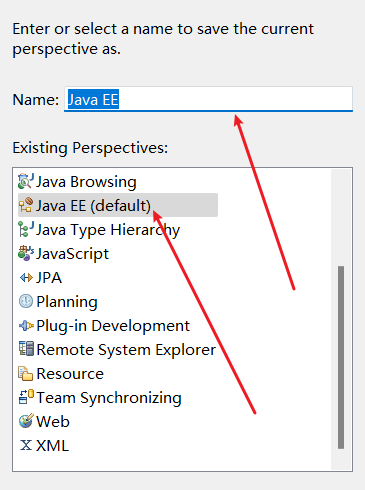 Enter or select a name to save the current
perspective as.
Name: Java EE
Existing Perspectives:
Java Browsing
Java EE (default)
Java Type Hierarchy
JavaScript
JPA
Planning
Plug-in Development
Remote System Explorer
Resource
Team Synchronizing
Web
XML